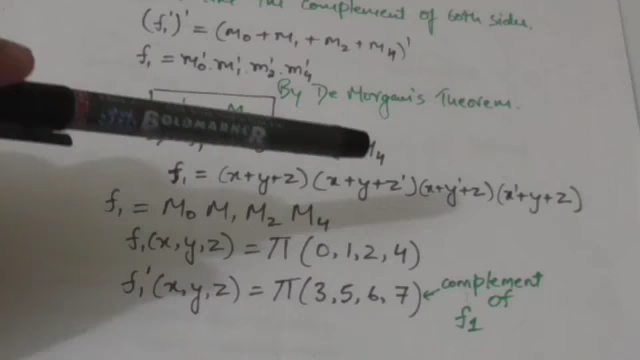 the complement of both sides.
(f₁')' = (m₀ + m₁ + m₂ + m₄)'
f₁ = m₀'. m₁'. m₂'. m₄'
By De Morgan's Theorem.
BOLDMARKER
M₄
f₁ = (x+y+z) (x+y+z') (x+y'+z) (x'+y+z)
f₁ = M₀ M₁ M₂ M₄
f₁(x,y,z) = π (0, 1, 2, 4)
f₁'(x,y,z) = π (3, 5, 6, 7) ← complement of f₁